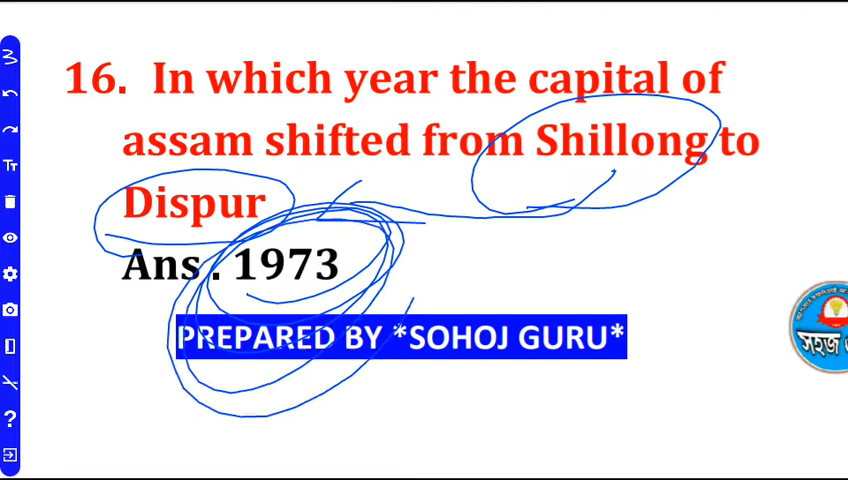 16. In which year the capital of
assam shifted from Shillong to
Dispur
Ans . 1973
PREPARED BY *SOHOJ GURU*
সহজ